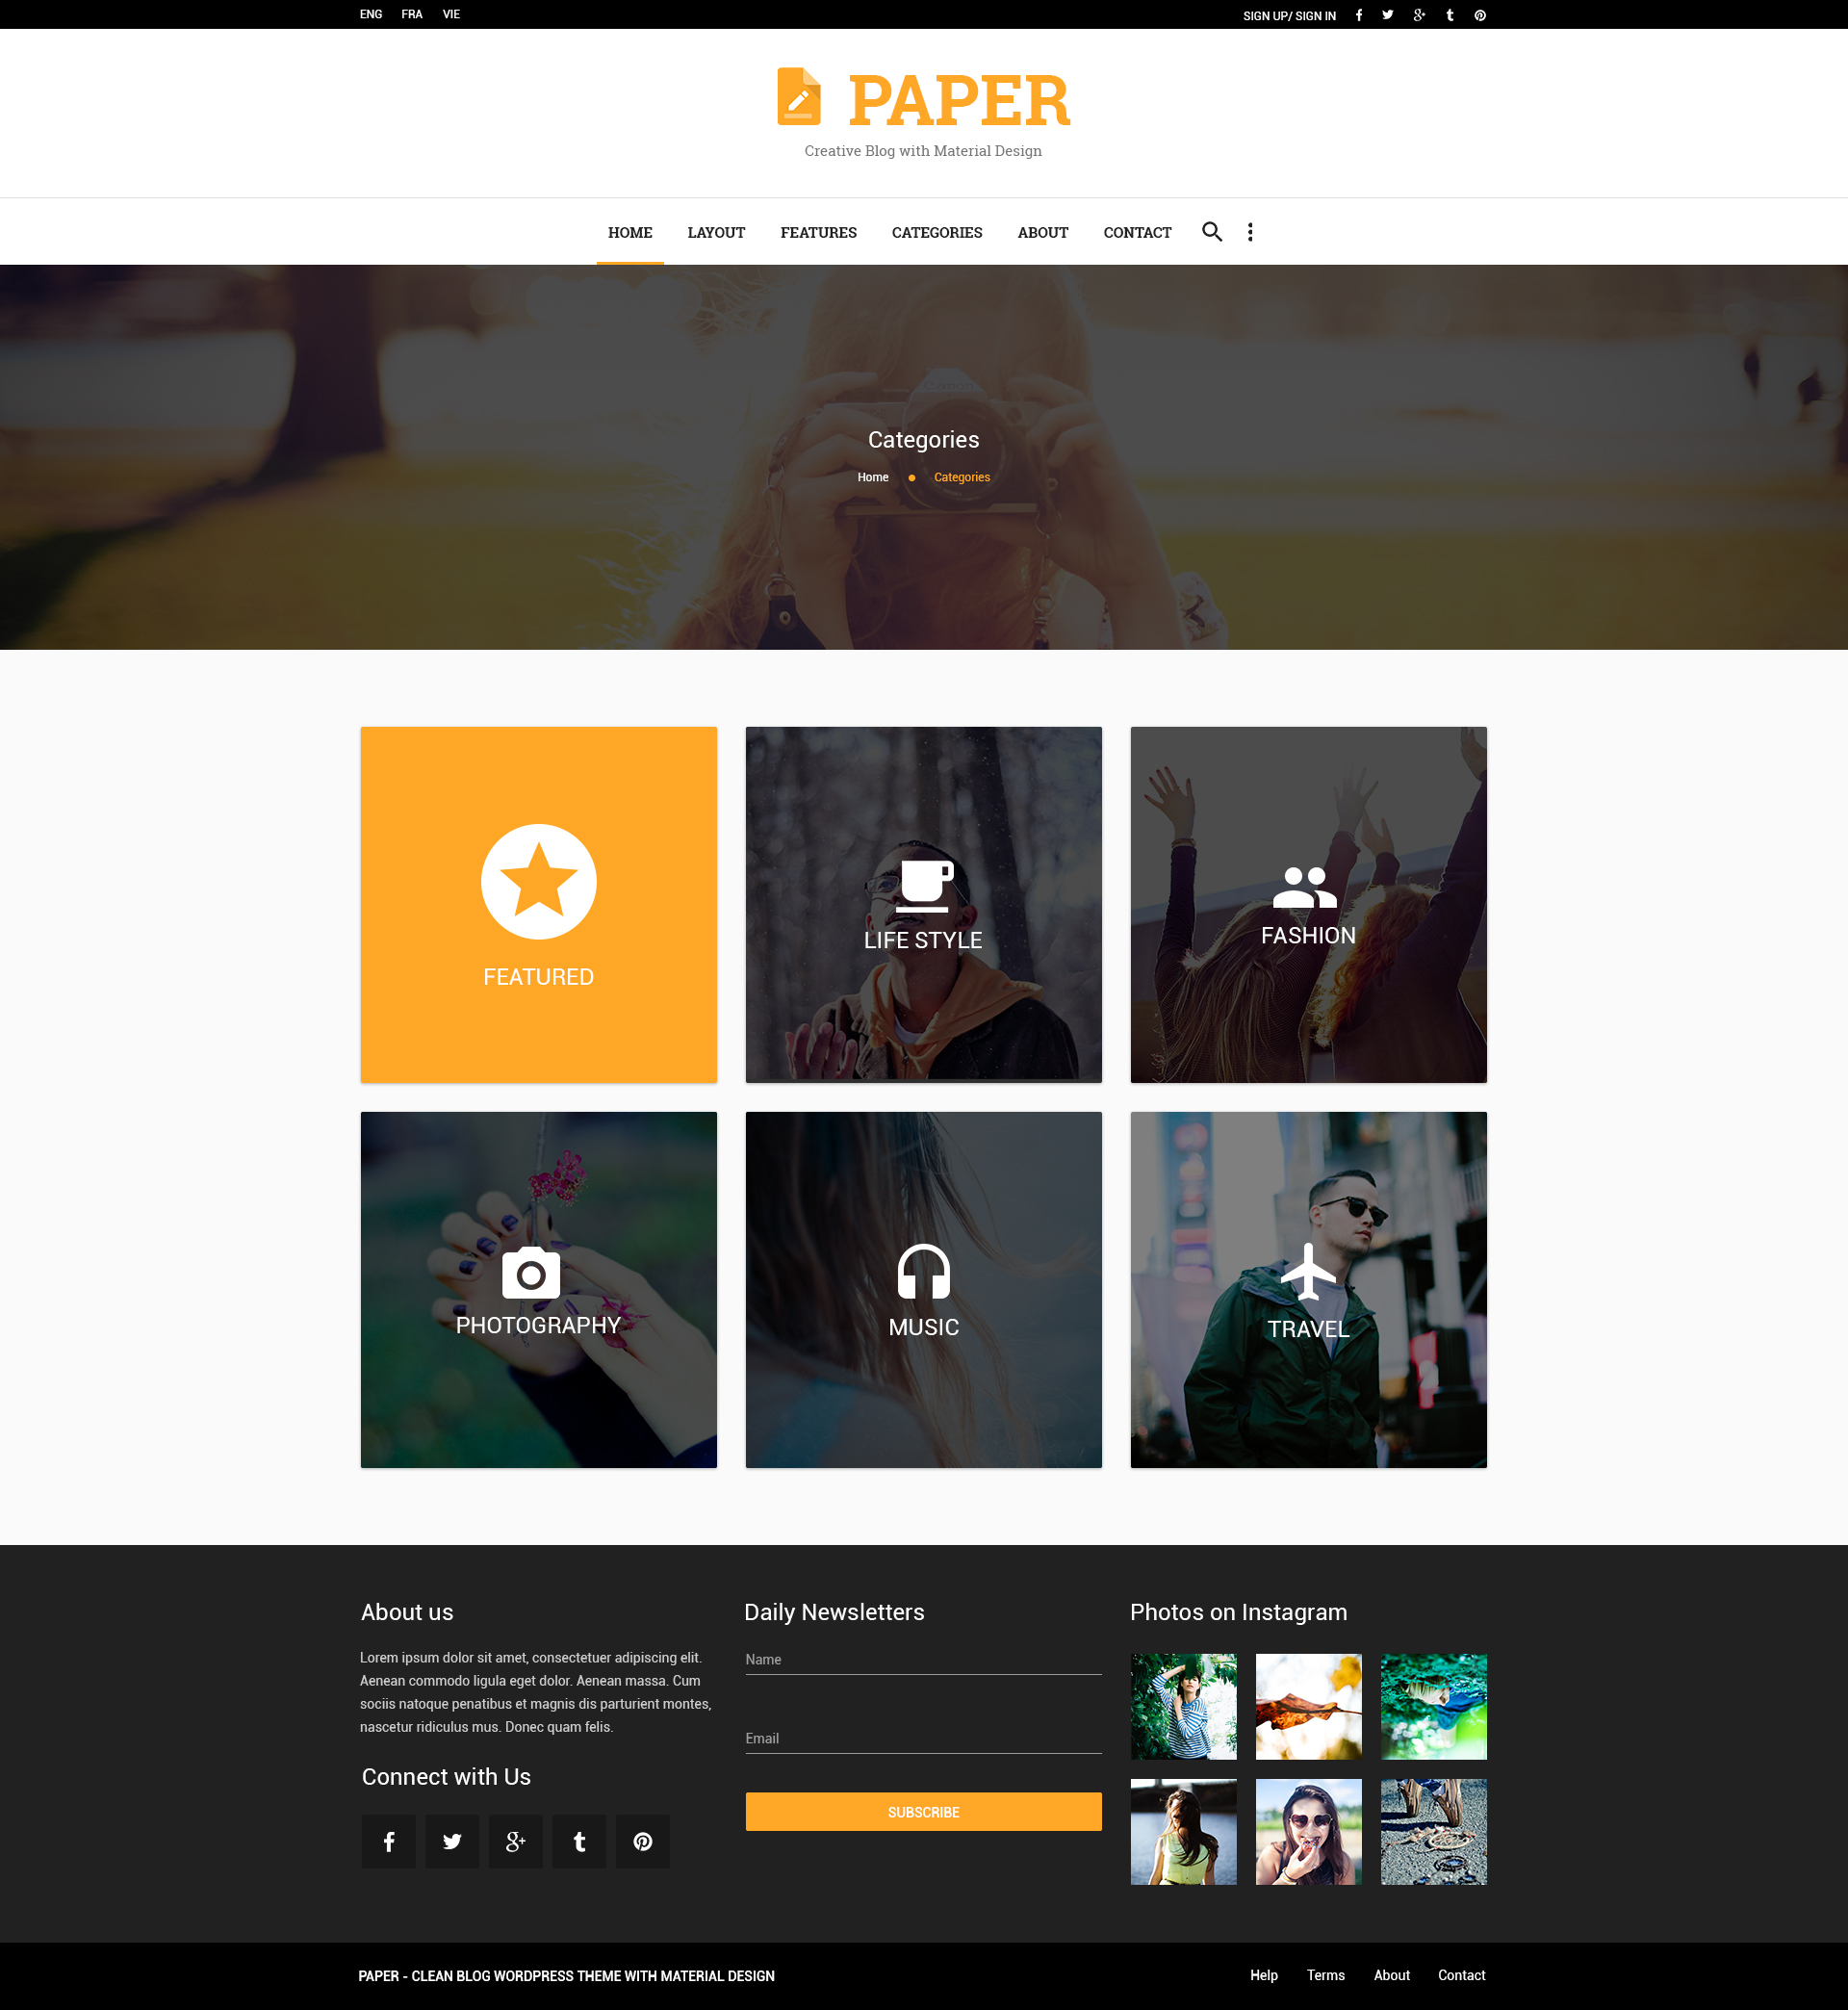 ENG FRA VIE
SIGN UP/ SIGN IN
PAPER
Creative Blog with Material Design
HOME LAYOUT FEATURES CATEGORIES ABOUT CONTACT
Categories
Home Categories
FEATURED
LIFE STYLE
FASHION
PHOTOGRAPHY
MUSIC
TRAVEL
About us
Lorem ipsum dolor sit amet, consectetuer adipiscing elit.
Aenean commodo ligula eget dolor. Aenean massa. Cum
sociis natoque penatibus et magnis dis parturient montes,
nascetur ridiculus mus. Donec quam felis.
Connect with Us
Daily Newsletters
Name
Email
SUBSCRIBE
Photos on Instagram
PAPER - CLEAN BLOG WORDPRESS THEME WITH MATERIAL DESIGN
Help Terms About Contact